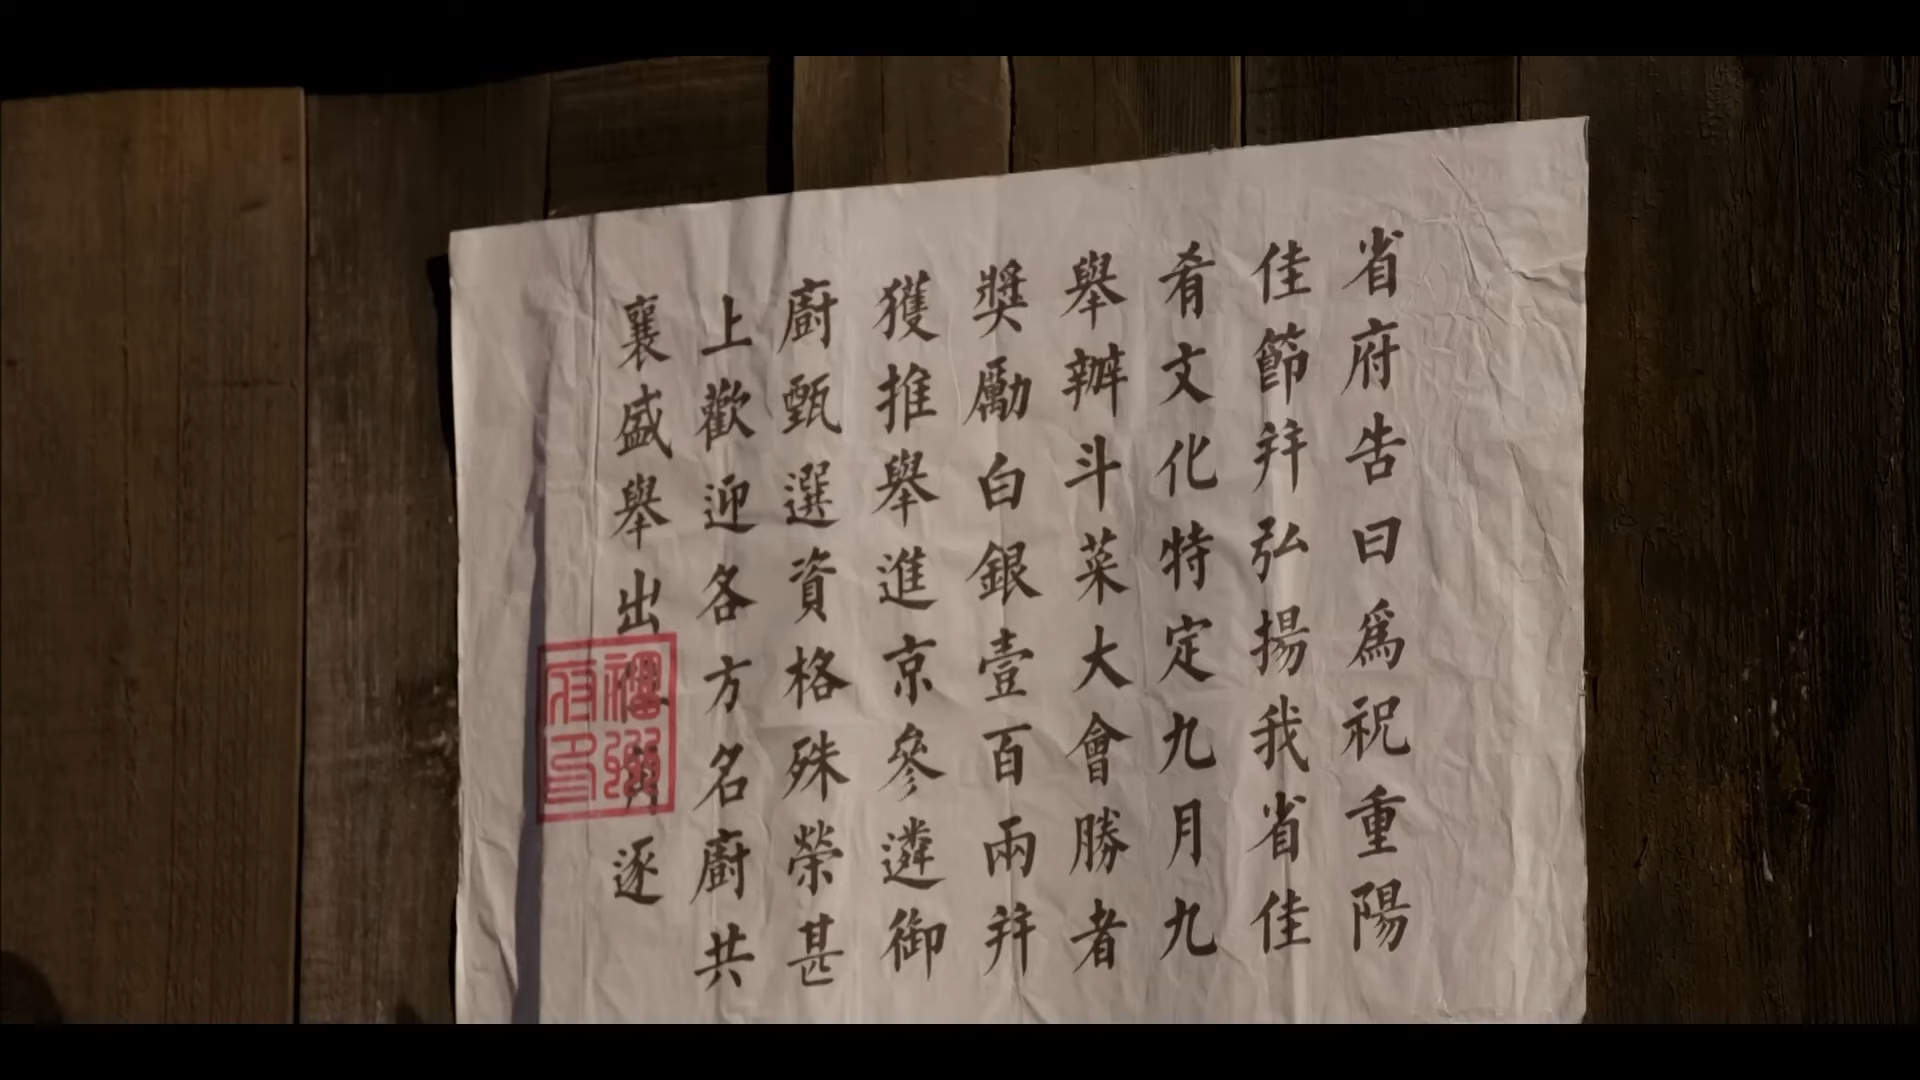 省府告曰爲祝重陽
佳節幷弘揚我省佳
肴文化特定九月九
舉辦斗菜大會勝者
獎勵白銀壹百兩幷
獲推舉進京參遴御
廚甄選資格殊榮甚
上歡迎各方名廚共
襄盛舉出逐
府印